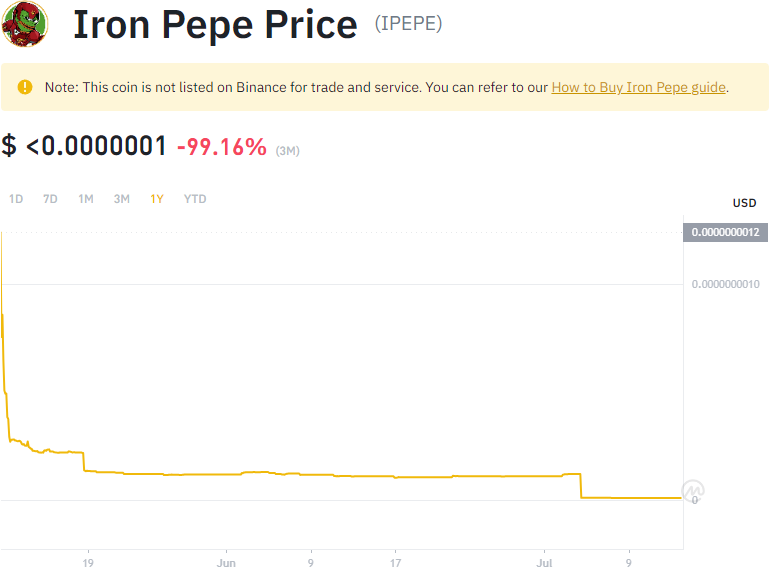 Iron Pepe Price (IPEPE)
Note: This coin is not listed on Binance for trade and service. You can refer to our How to Buy Iron Pepe guide.
$ <0.0000001 -99.16% (3M)
1D 7D 1M 3M 1Y YTD
USD
0.0000000012
0.0000000010
0
19 Jun 9 17 Jul 9